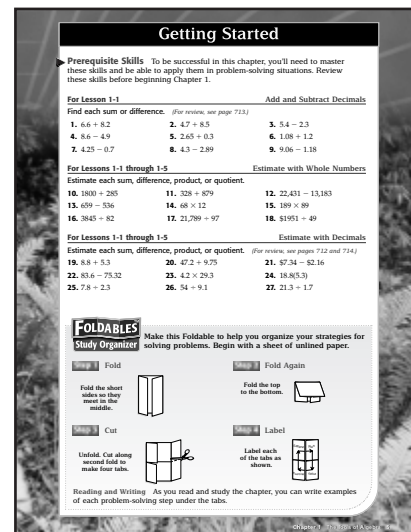 Getting Started
Prerequisite Skills To be successful in this chapter, you'll need to master
these skills and be able to apply them in problem-solving situations. Review
these skills before beginning Chapter 1.
For Lesson 1-1 Add and Subtract Decimals
Find each sum or difference. (For review, see page 713.)
1. 6.6 + 8.2 2. 4.7 + 8.5 3. 5.4 − 2.3
4. 8.6 − 4.9 5. 2.65 + 0.3 6. 1.08 + 1.2
7. 4.25 − 0.7 8. 4.3 − 2.89 9. 9.06 − 1.18
For Lessons 1-1 through 1-5 Estimate with Whole Numbers
Estimate each sum, difference, product, or quotient.
10. 1800 + 285 11. 328 + 879 12. 22,431 − 13,183
13. 659 − 536 14. 68 × 12 15. 189 × 89
16. 3845 ÷ 82 17. 21,789 ÷ 97 18. $1951 ÷ 49
For Lessons 1-1 through 1-5 Estimate with Decimals
Estimate each sum, difference, product, or quotient. (For review, see pages 712 and 714.)
19. 8.8 + 5.3 20. 47.2 + 9.75 21. $7.34 − $2.16
22. 83.6 − 75.32 23. 4.2 × 29.3 24. 18.8(5.3)
25. 7.8 ÷ 2.3 26. 54 ÷ 9.1 27. 21.3 ÷ 1.7
FOLDABLES
Study Organizer
Make this Foldable to help you organize your strategies for
solving problems. Begin with a sheet of unlined paper.
Step 1 Fold
Fold the short
sides so they
meet in the
middle.
Step 2 Fold Again
Fold the top
to the bottom.
Step 3 Cut
Unfold. Cut along
second fold to
make four tabs.
Step 4 Label
Label each
of the tabs as
shown.
Reading and Writing As you read and study the chapter, you can write examples
of each problem-solving step under the tabs.
Chapter 1 The Tools of Algebra